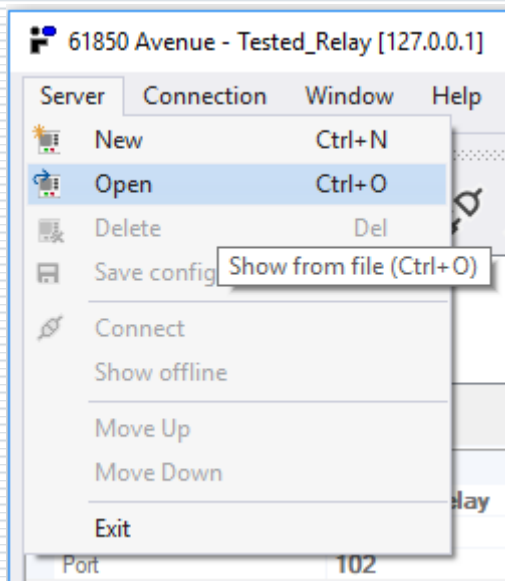 61850 Avenue - Tested_Relay [127.0.0.1]
Server Connection Window Help
New Ctrl+N
Open Ctrl+O
Delete Del
Save config
Show from file (Ctrl+O)
Connect
Show offline
Move Up
Move Down
elay
Exit
Port 102